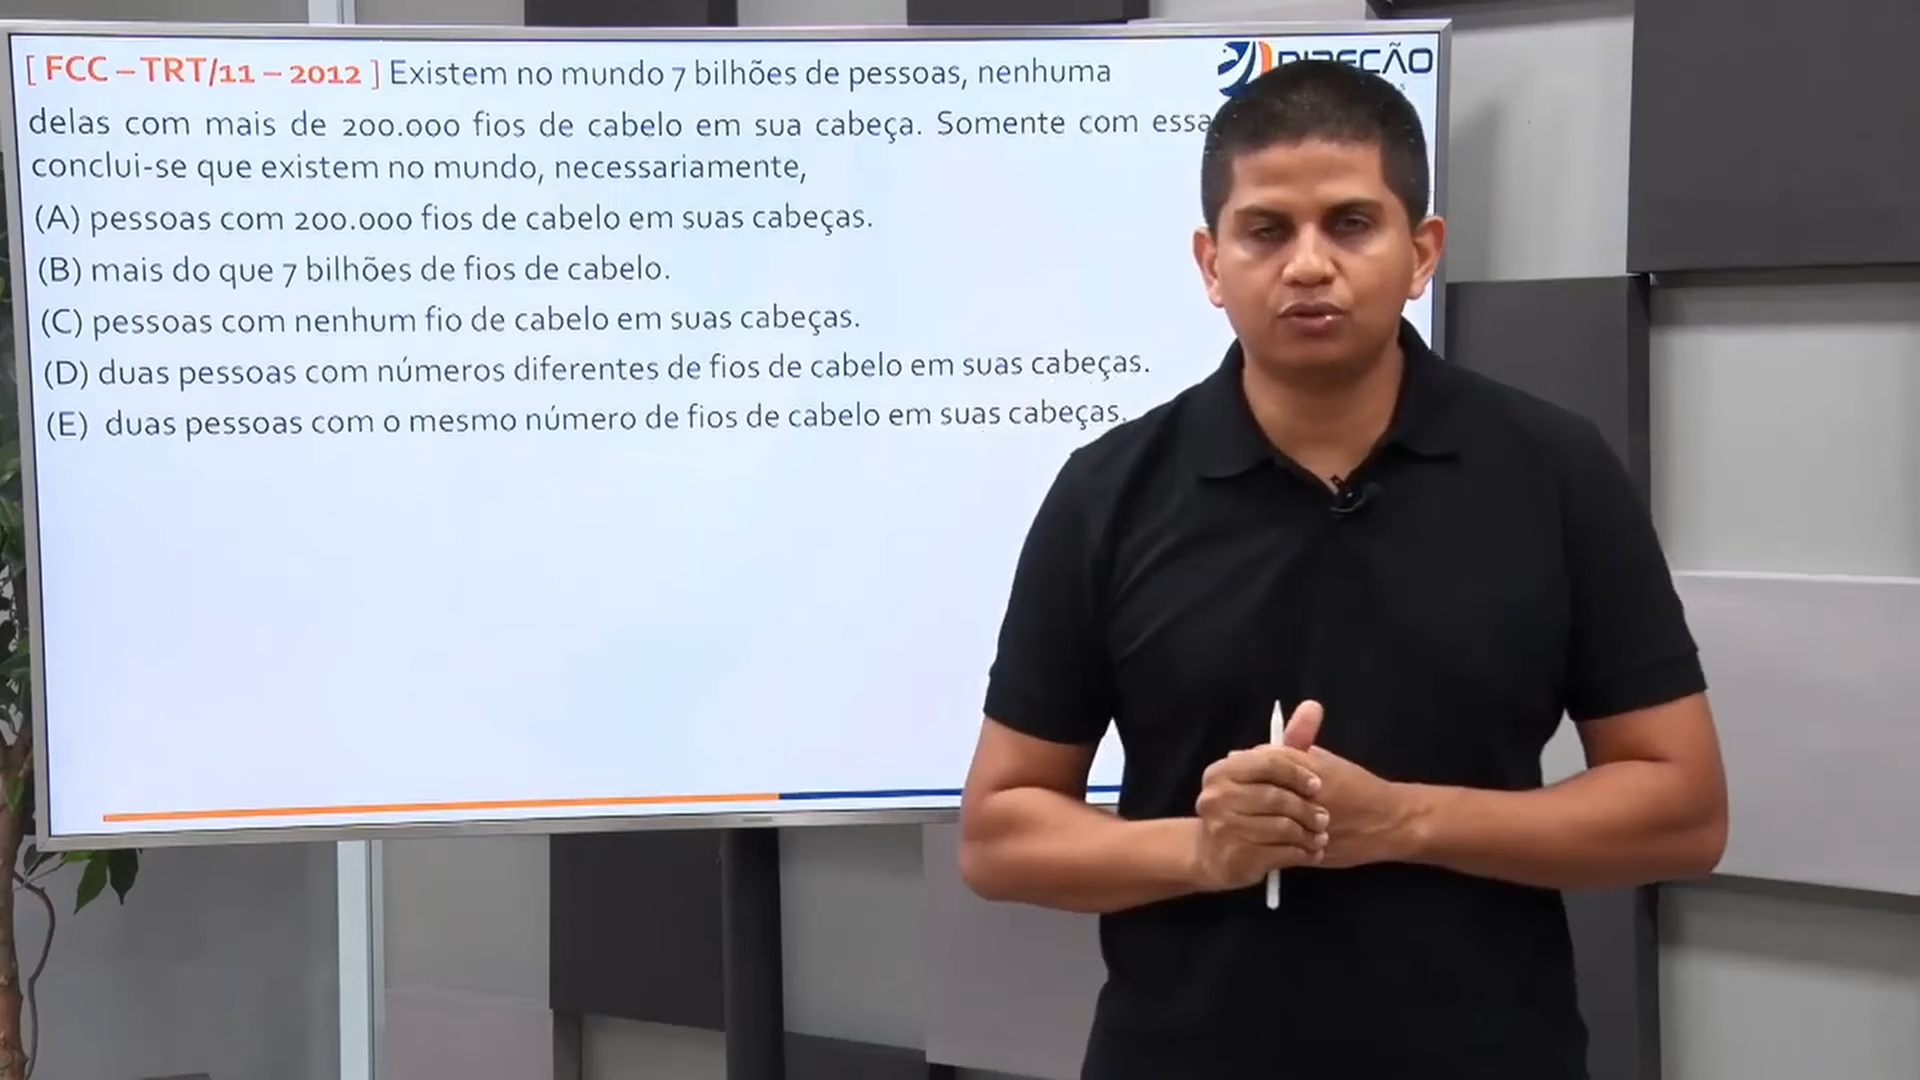 [ FCC – TRT/11 – 2012 ] Existem no mundo 7 bilhões de pessoas, nenhuma
delas com mais de 200.000 fios de cabelo em sua cabeça. Somente com essa
conclui-se que existem no mundo, necessariamente,
(A) pessoas com 200.000 fios de cabelo em suas cabeças.
(B) mais do que 7 bilhões de fios de cabelo.
(C) pessoas com nenhum fio de cabelo em suas cabeças.
(D) duas pessoas com números diferentes de fios de cabelo em suas cabeças.
(E) duas pessoas com o mesmo número de fios de cabelo em suas cabeças.